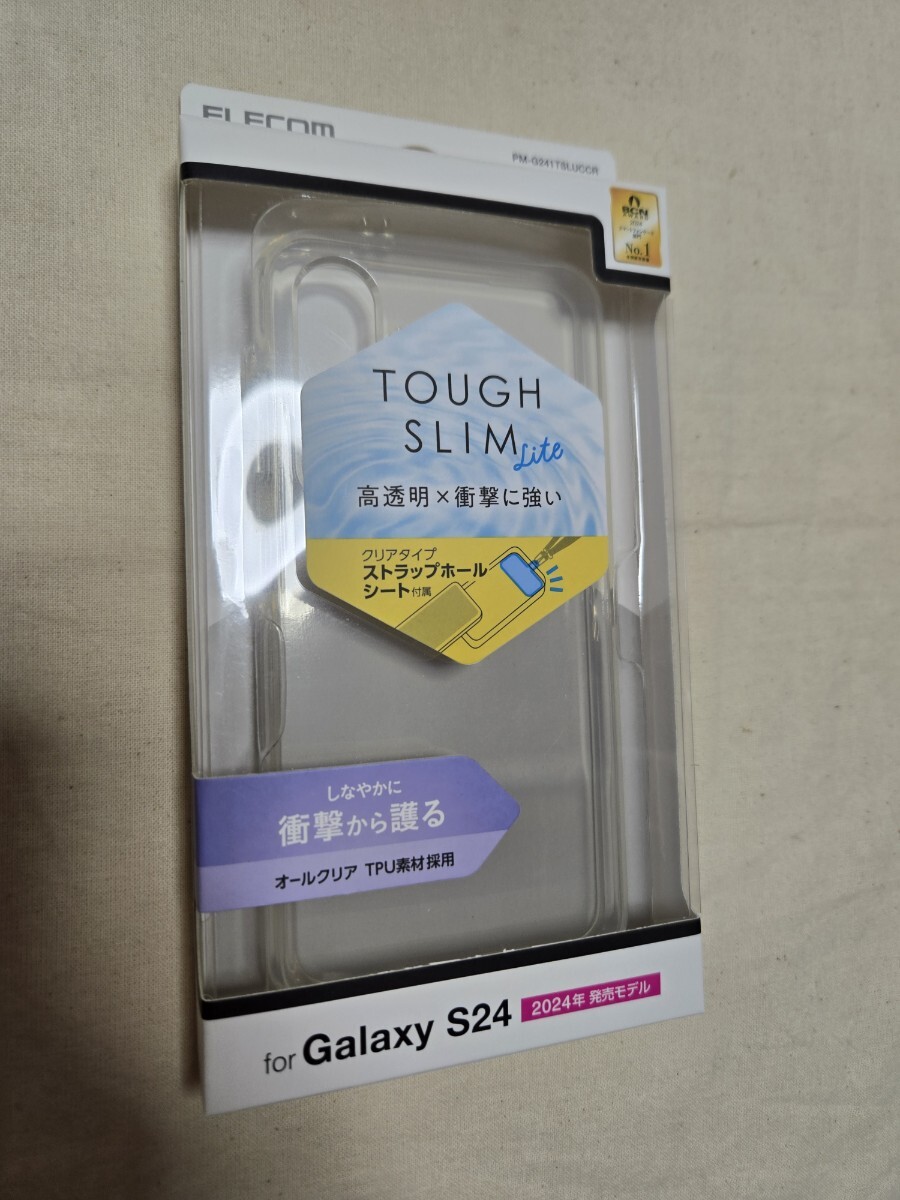 ELECOM
PM-G241TSLUCCR
BCN
AWARD
No.1
TOUGH
SLIM
Lite
高透明×衝撃に強い
クリアタイプ
ストラップホール
シート付属
しなやかに
衝撃から護る
オールクリア TPU素材採用
for Galaxy S24 2024年 発売モデル